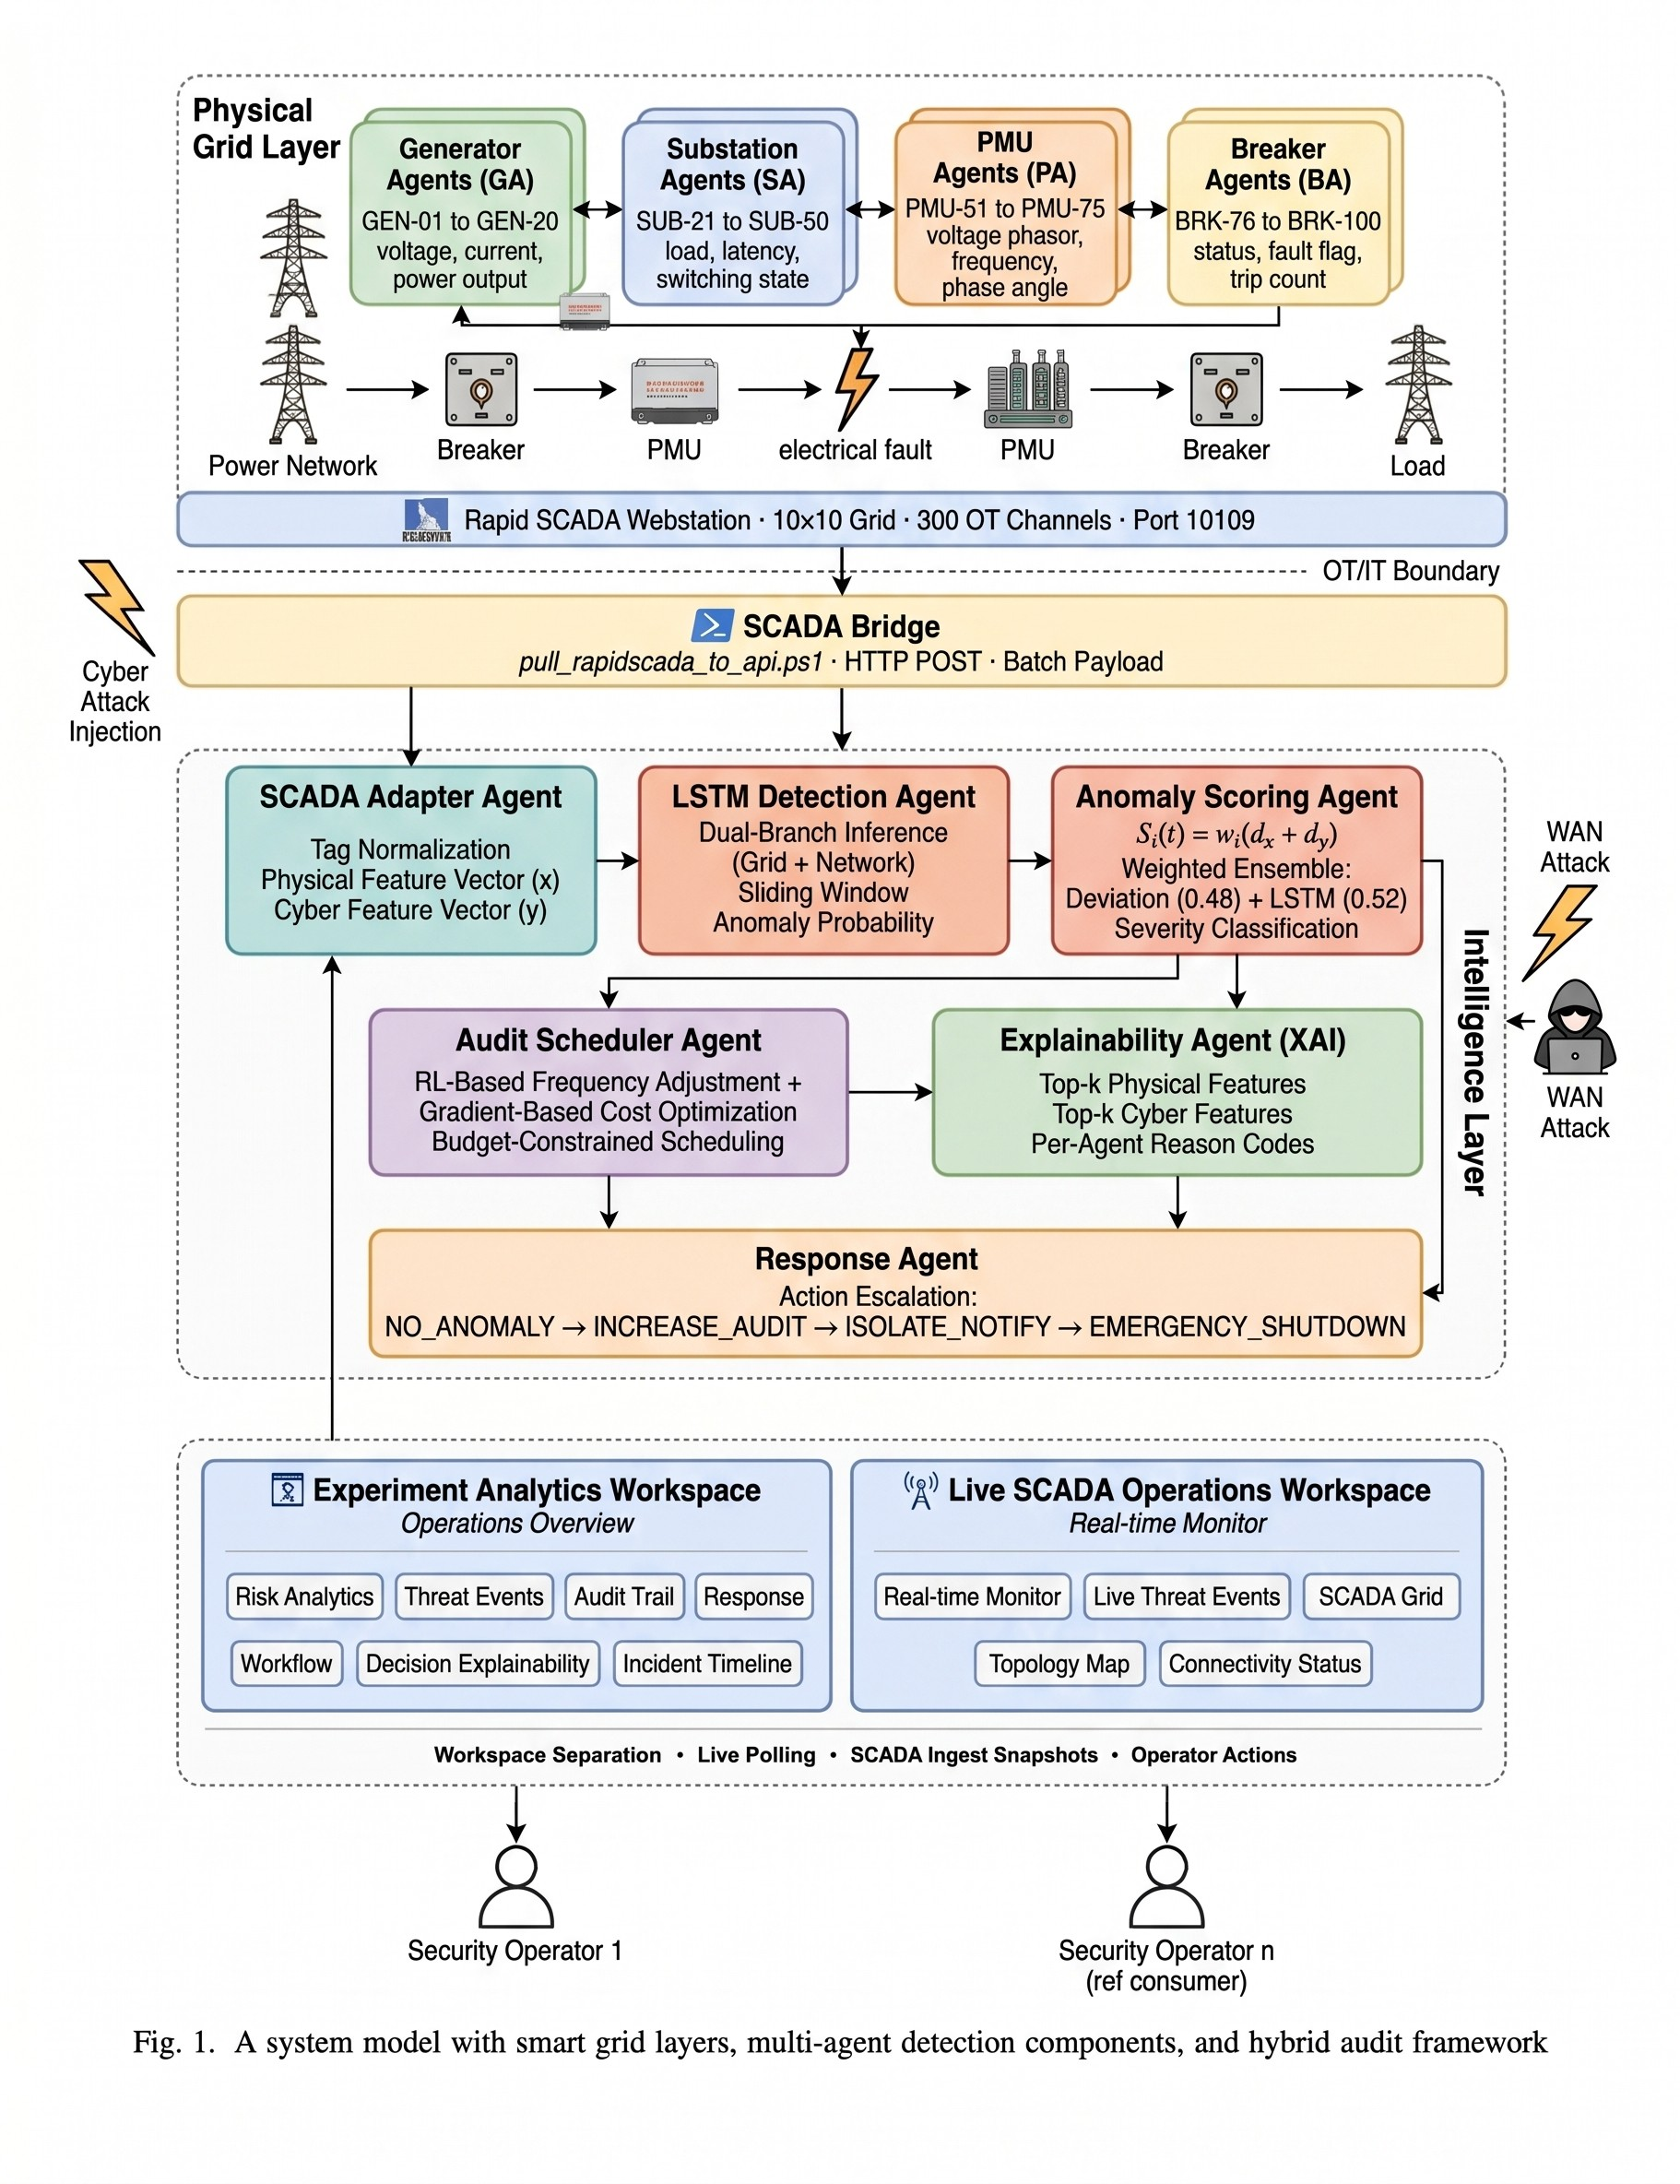 Physical
Grid Layer
Generator
Agents (GA)
GEN-01 to GEN-20
voltage, current,
power output
Substation
Agents (SA)
SUB-21 to SUB-50
load, latency,
switching state
PMU
Agents (PA)
PMU-51 to PMU-75
voltage phasor,
frequency,
phase angle
Breaker
Agents (BA)
BRK-76 to BRK-100
status, fault flag,
trip count
Power Network
Breaker
PMU
electrical fault
PMU
Breaker
Load
Rapid SCADA Webstation · 10×10 Grid · 300 OT Channels · Port 10109
OT/IT Boundary
Cyber
Attack
Injection
SCADA Bridge
pull_rapidscada_to_api.ps1 · HTTP POST · Batch Payload
SCADA Adapter Agent
Tag Normalization
Physical Feature Vector (x)
Cyber Feature Vector (y)
LSTM Detection Agent
Dual-Branch Inference
(Grid + Network)
Sliding Window
Anomaly Probability
Anomaly Scoring Agent
Sᵢ(t) = wᵢ(dₓ + d_y)
Weighted Ensemble:
Deviation (0.48) + LSTM (0.52)
Severity Classification
WAN
Attack
Intelligence Layer
WAN
Attack
Audit Scheduler Agent
RL-Based Frequency Adjustment +
Gradient-Based Cost Optimization
Budget-Constrained Scheduling
Explainability Agent (XAI)
Top-k Physical Features
Top-k Cyber Features
Per-Agent Reason Codes
Response Agent
Action Escalation:
NO_ANOMALY → INCREASE_AUDIT → ISOLATE_NOTIFY → EMERGENCY_SHUTDOWN
Experiment Analytics Workspace
Operations Overview
Risk Analytics Threat Events Audit Trail Response
Workflow Decision Explainability Incident Timeline
Live SCADA Operations Workspace
Real-time Monitor
Real-time Monitor Live Threat Events SCADA Grid
Topology Map Connectivity Status
Workspace Separation • Live Polling • SCADA Ingest Snapshots • Operator Actions
Security Operator 1
Security Operator n
(ref consumer)
Fig. 1. A system model with smart grid layers, multi-agent detection components, and hybrid audit framework